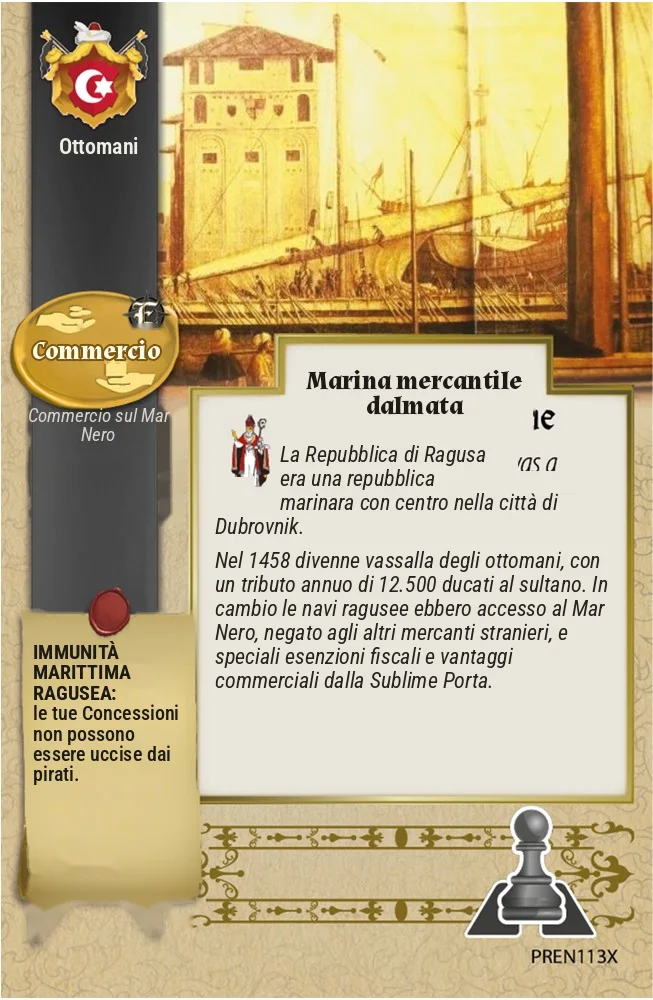 Ottomani
Commercio
Commercio sul Mar
Nero
Marina mercantile
dalmata
La Repubblica di Ragusa
era una repubblica
marinara con centro nella città di
Dubrovnik.
Nel 1458 divenne vassalla degli ottomani, con
un tributo annuo di 12.500 ducati al sultano. In
cambio le navi ragusee ebbero accesso al Mar
Nero, negato agli altri mercanti stranieri, e
speciali esenzioni fiscali e vantaggi
commerciali dalla Sublime Porta.
IMMUNITÀ
MARITTIMA
RAGUSEA:
le tue Concessioni
non possono
essere uccise dai
pirati.
PREN113X